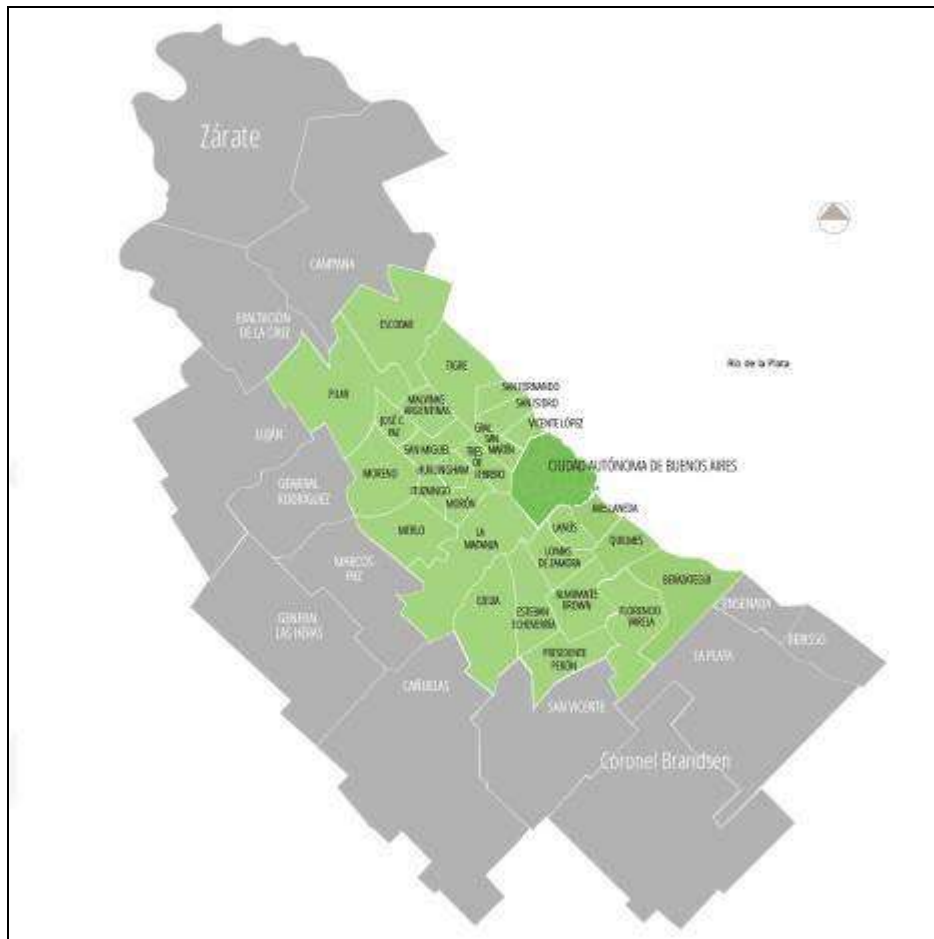 Zárate
CAMPANA
EXALTACIÓN
DE LA CRUZ
ESCOBAR
Río de la Plata
TIGRE
SAN FERNANDO
PILAR
MALVINAS
ARGENTINAS
SAN ISIDRO
JOSÉ C.
PAZ
VICENTE LÓPEZ
GRAL.
SAN
MARTÍN
LUJÁN
SAN MIGUEL
TRES
DE
FEBRERO
MORENO
HURLINGHAM
CIUDAD AUTÓNOMA DE BUENOS AIRES
GENERAL
RODRÍGUEZ
ITUZAINGO
MORÓN
AVELLANEDA
MERLO
LA
MATANZA
LANÚS
QUILMES
MARCOS
PAZ
LOMAS
DE ZAMORA
BERAZATEGUI
EZEIZA
ESTEBAN
ECHEVERRÍA
ALMIRANTE
BROWN
FLORENCIO
VARELA
ENSENADA
GENERAL
LAS HERAS
BERISSO
PRESIDENTE
PERÓN
LA PLATA
CAÑUELAS
SAN VICENTE
Coronel Brandsen